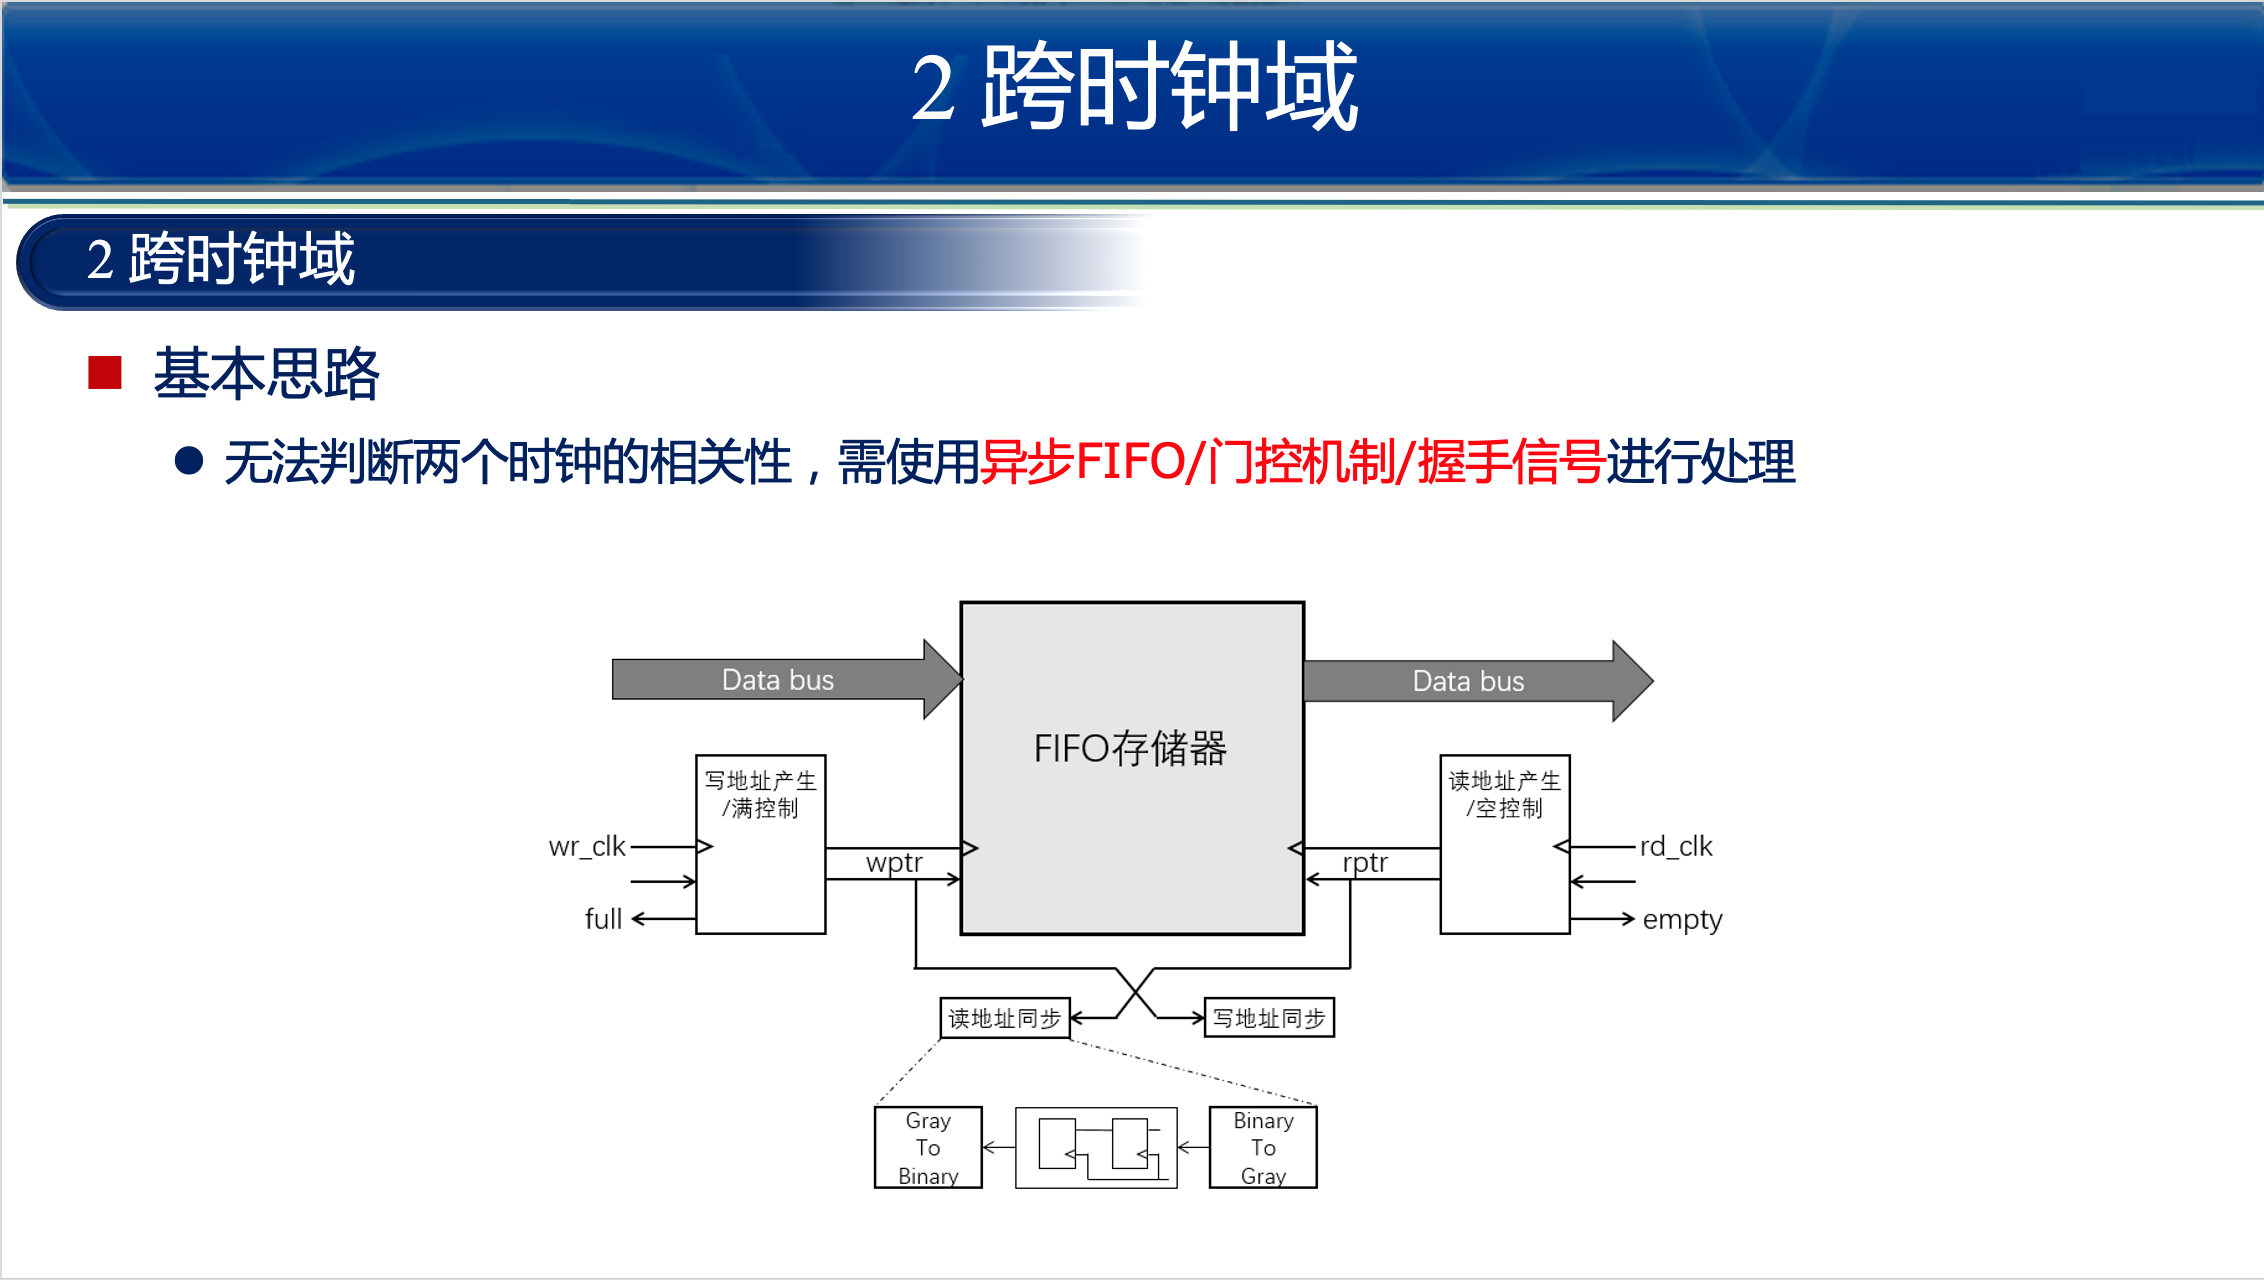 2 跨时钟域
2 跨时钟域
基本思路
无法判断两个时钟的相关性，需使用异步FIFO/门控机制/握手信号进行处理
Data bus
Data bus
FIFO存储器
写地址产生
/满控制
读地址产生
/空控制
wr_clk
wptr
rptr
rd_clk
full
empty
读地址同步
写地址同步
Gray
To
Binary
Binary
To
Gray